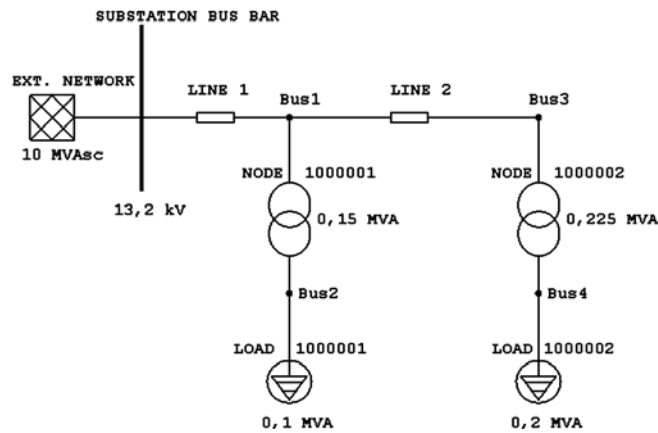 SUBSTATION BUS BAR
EXT. NETWORK
LINE 1
LINE 2
Bus1
Bus3
10 MVAsc
NODE 1000001
NODE 1000002
13,2 kV
0,15 MVA
0,225 MVA
Bus2
Bus4
LOAD 1000001
LOAD 1000002
0,1 MVA
0,2 MVA